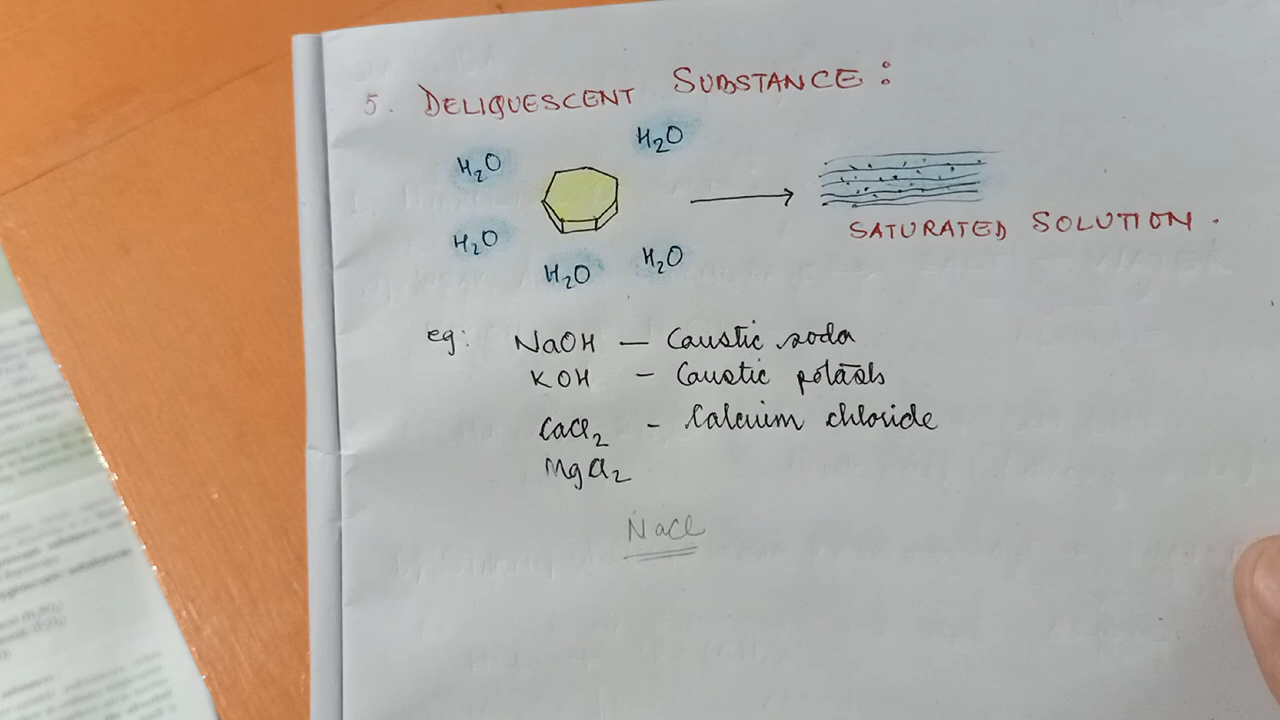 5. DELIQUESCENT SUBSTANCE:
H₂O
H₂O
H₂O
H₂O
H₂O
SATURATED SOLUTION.
eg: NaOH — Caustic soda
KOH - Caustic potash
CaCl₂ - Calcium chloride
MgCl₂
NaCl